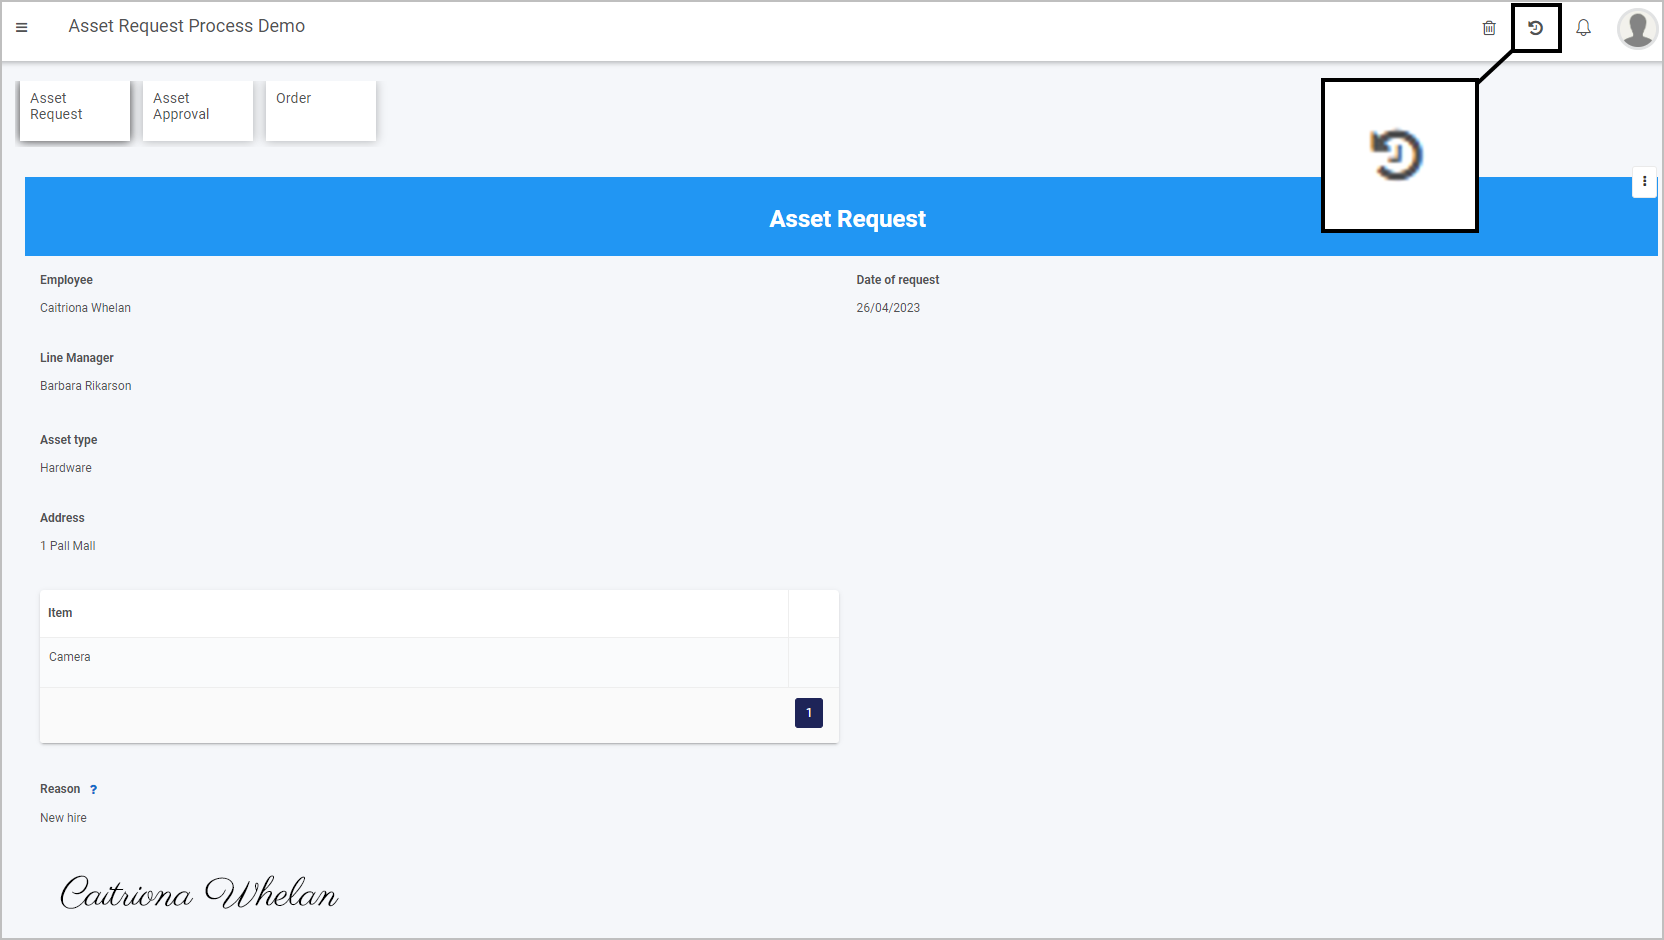 Asset Request Process Demo
Asset
Request
Asset
Approval
Order
Asset Request
Employee
Caitriona Whelan
Date of request
26/04/2023
Line Manager
Barbara Rikarson
Asset type
Hardware
Address
1 Pall Mall
Item
Camera
1
Reason ?
New hire
Caitriona Whelan